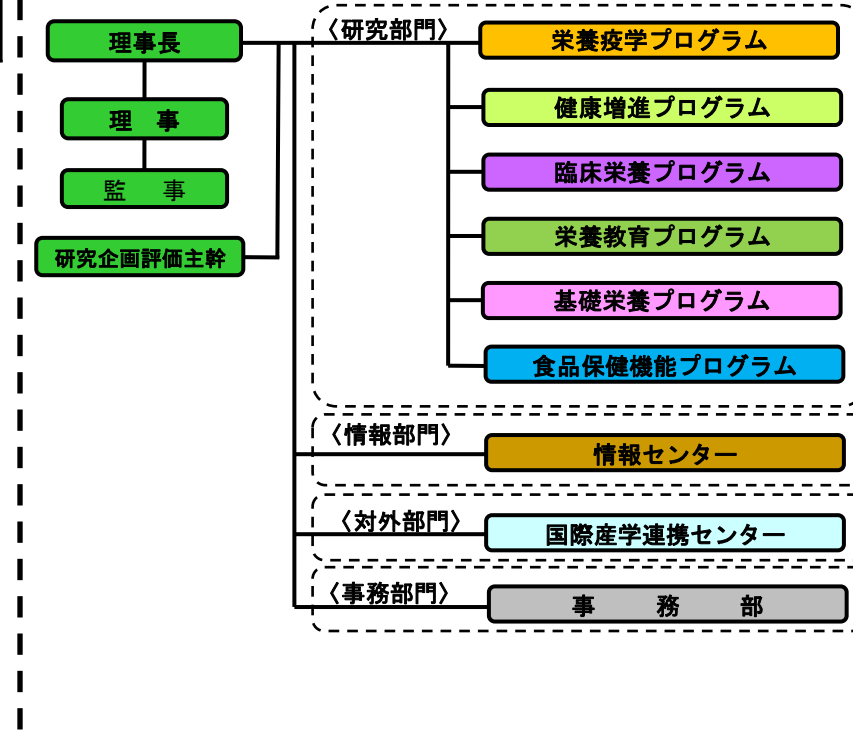 理事長
理　事
監　　事
研究企画評価主幹
〈研究部門〉
栄養疫学プログラム
健康増進プログラム
臨床栄養プログラム
栄養教育プログラム
基礎栄養プログラム
食品保健機能プログラム
〈情報部門〉
情報センター
〈対外部門〉
国際産学連携センター
〈事務部門〉
事　　務　　部